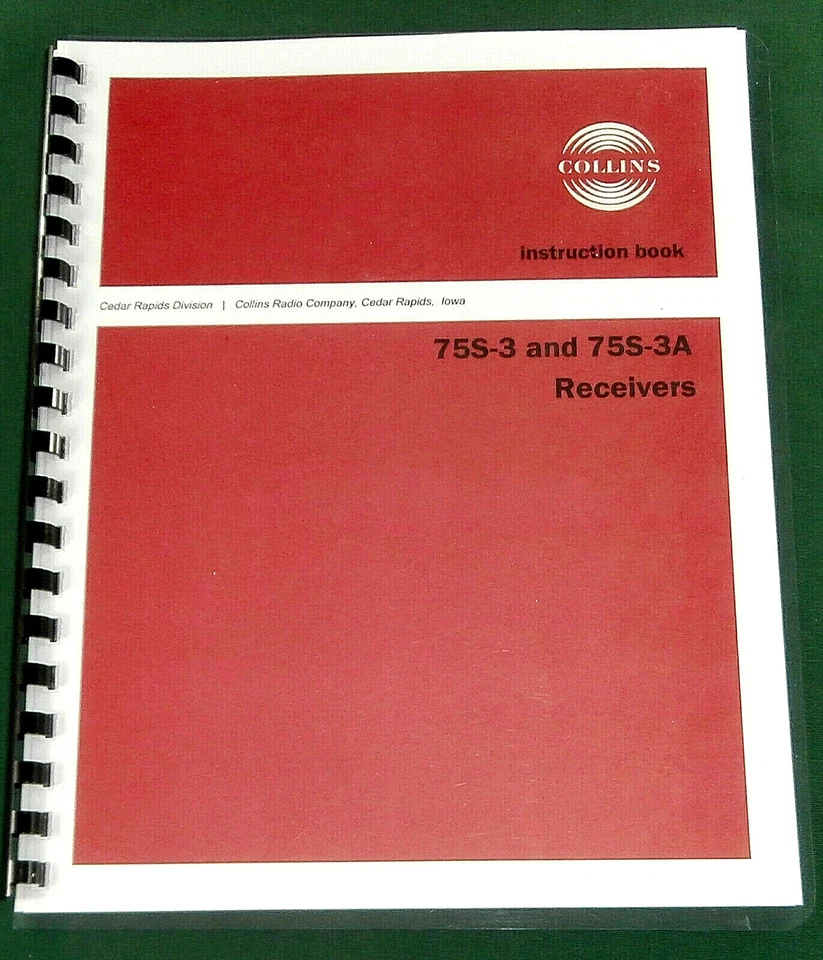 COLLINS
instruction book
Cedar Rapids Division | Collins Radio Company, Cedar Rapids, Iowa
75S-3 and 75S-3A
Receivers